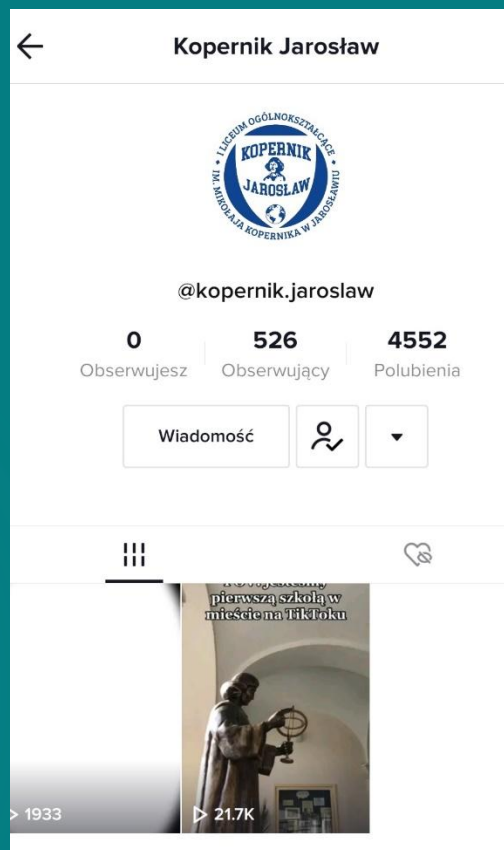 Kopernik Jarosław
I LICEUM OGÓLNOKSZTAŁCĄCE
KOPERNIK
JAROSŁAW
IM. MIKOŁAJA KOPERNIKA W JAROSŁAWIU
@kopernik.jaroslaw
0 526 4552
Obserwujesz Obserwujący Polubienia
Wiadomość
pierwszą szkołą w
mieście na TikToku
1933 21.7K